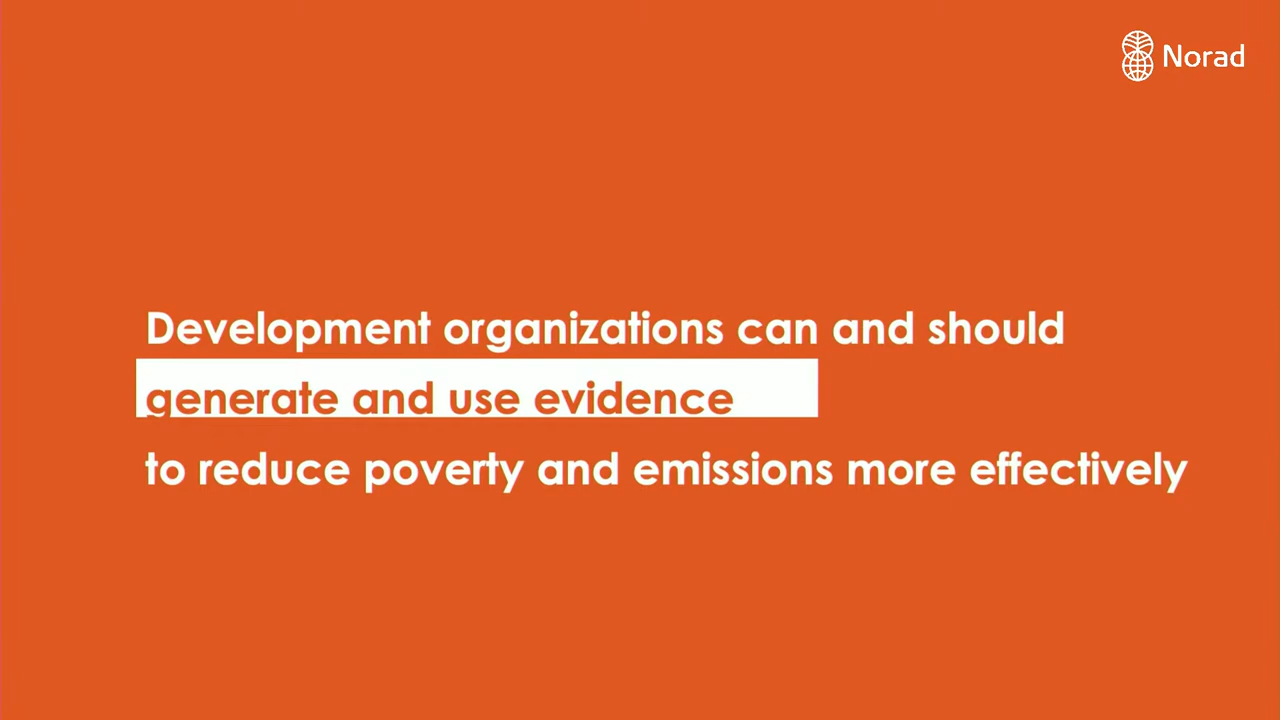 Norad
Development organizations can and should
generate and use evidence
to reduce poverty and emissions more effectively